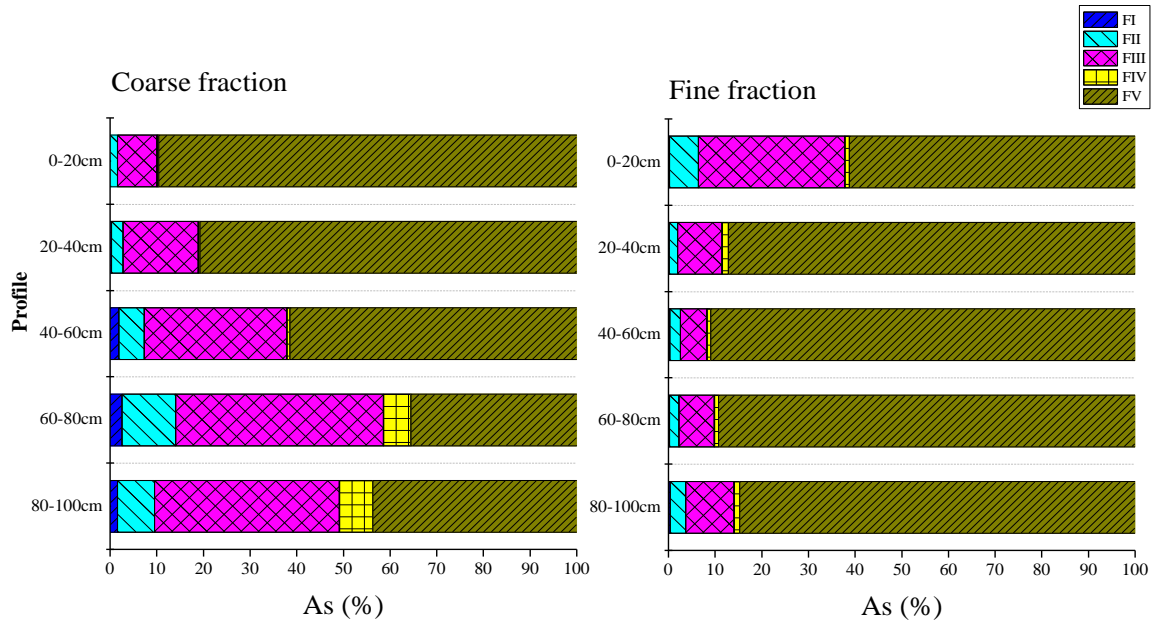 FI
FII
FIII
FIV
FV
Coarse fraction
Profile
0-20cm
20-40cm
40-60cm
60-80cm
80-100cm
0 10 20 30 40 50 60 70 80 90 100
As (%)
Fine fraction
0-20cm
20-40cm
40-60cm
60-80cm
80-100cm
0 10 20 30 40 50 60 70 80 90 100
As (%)